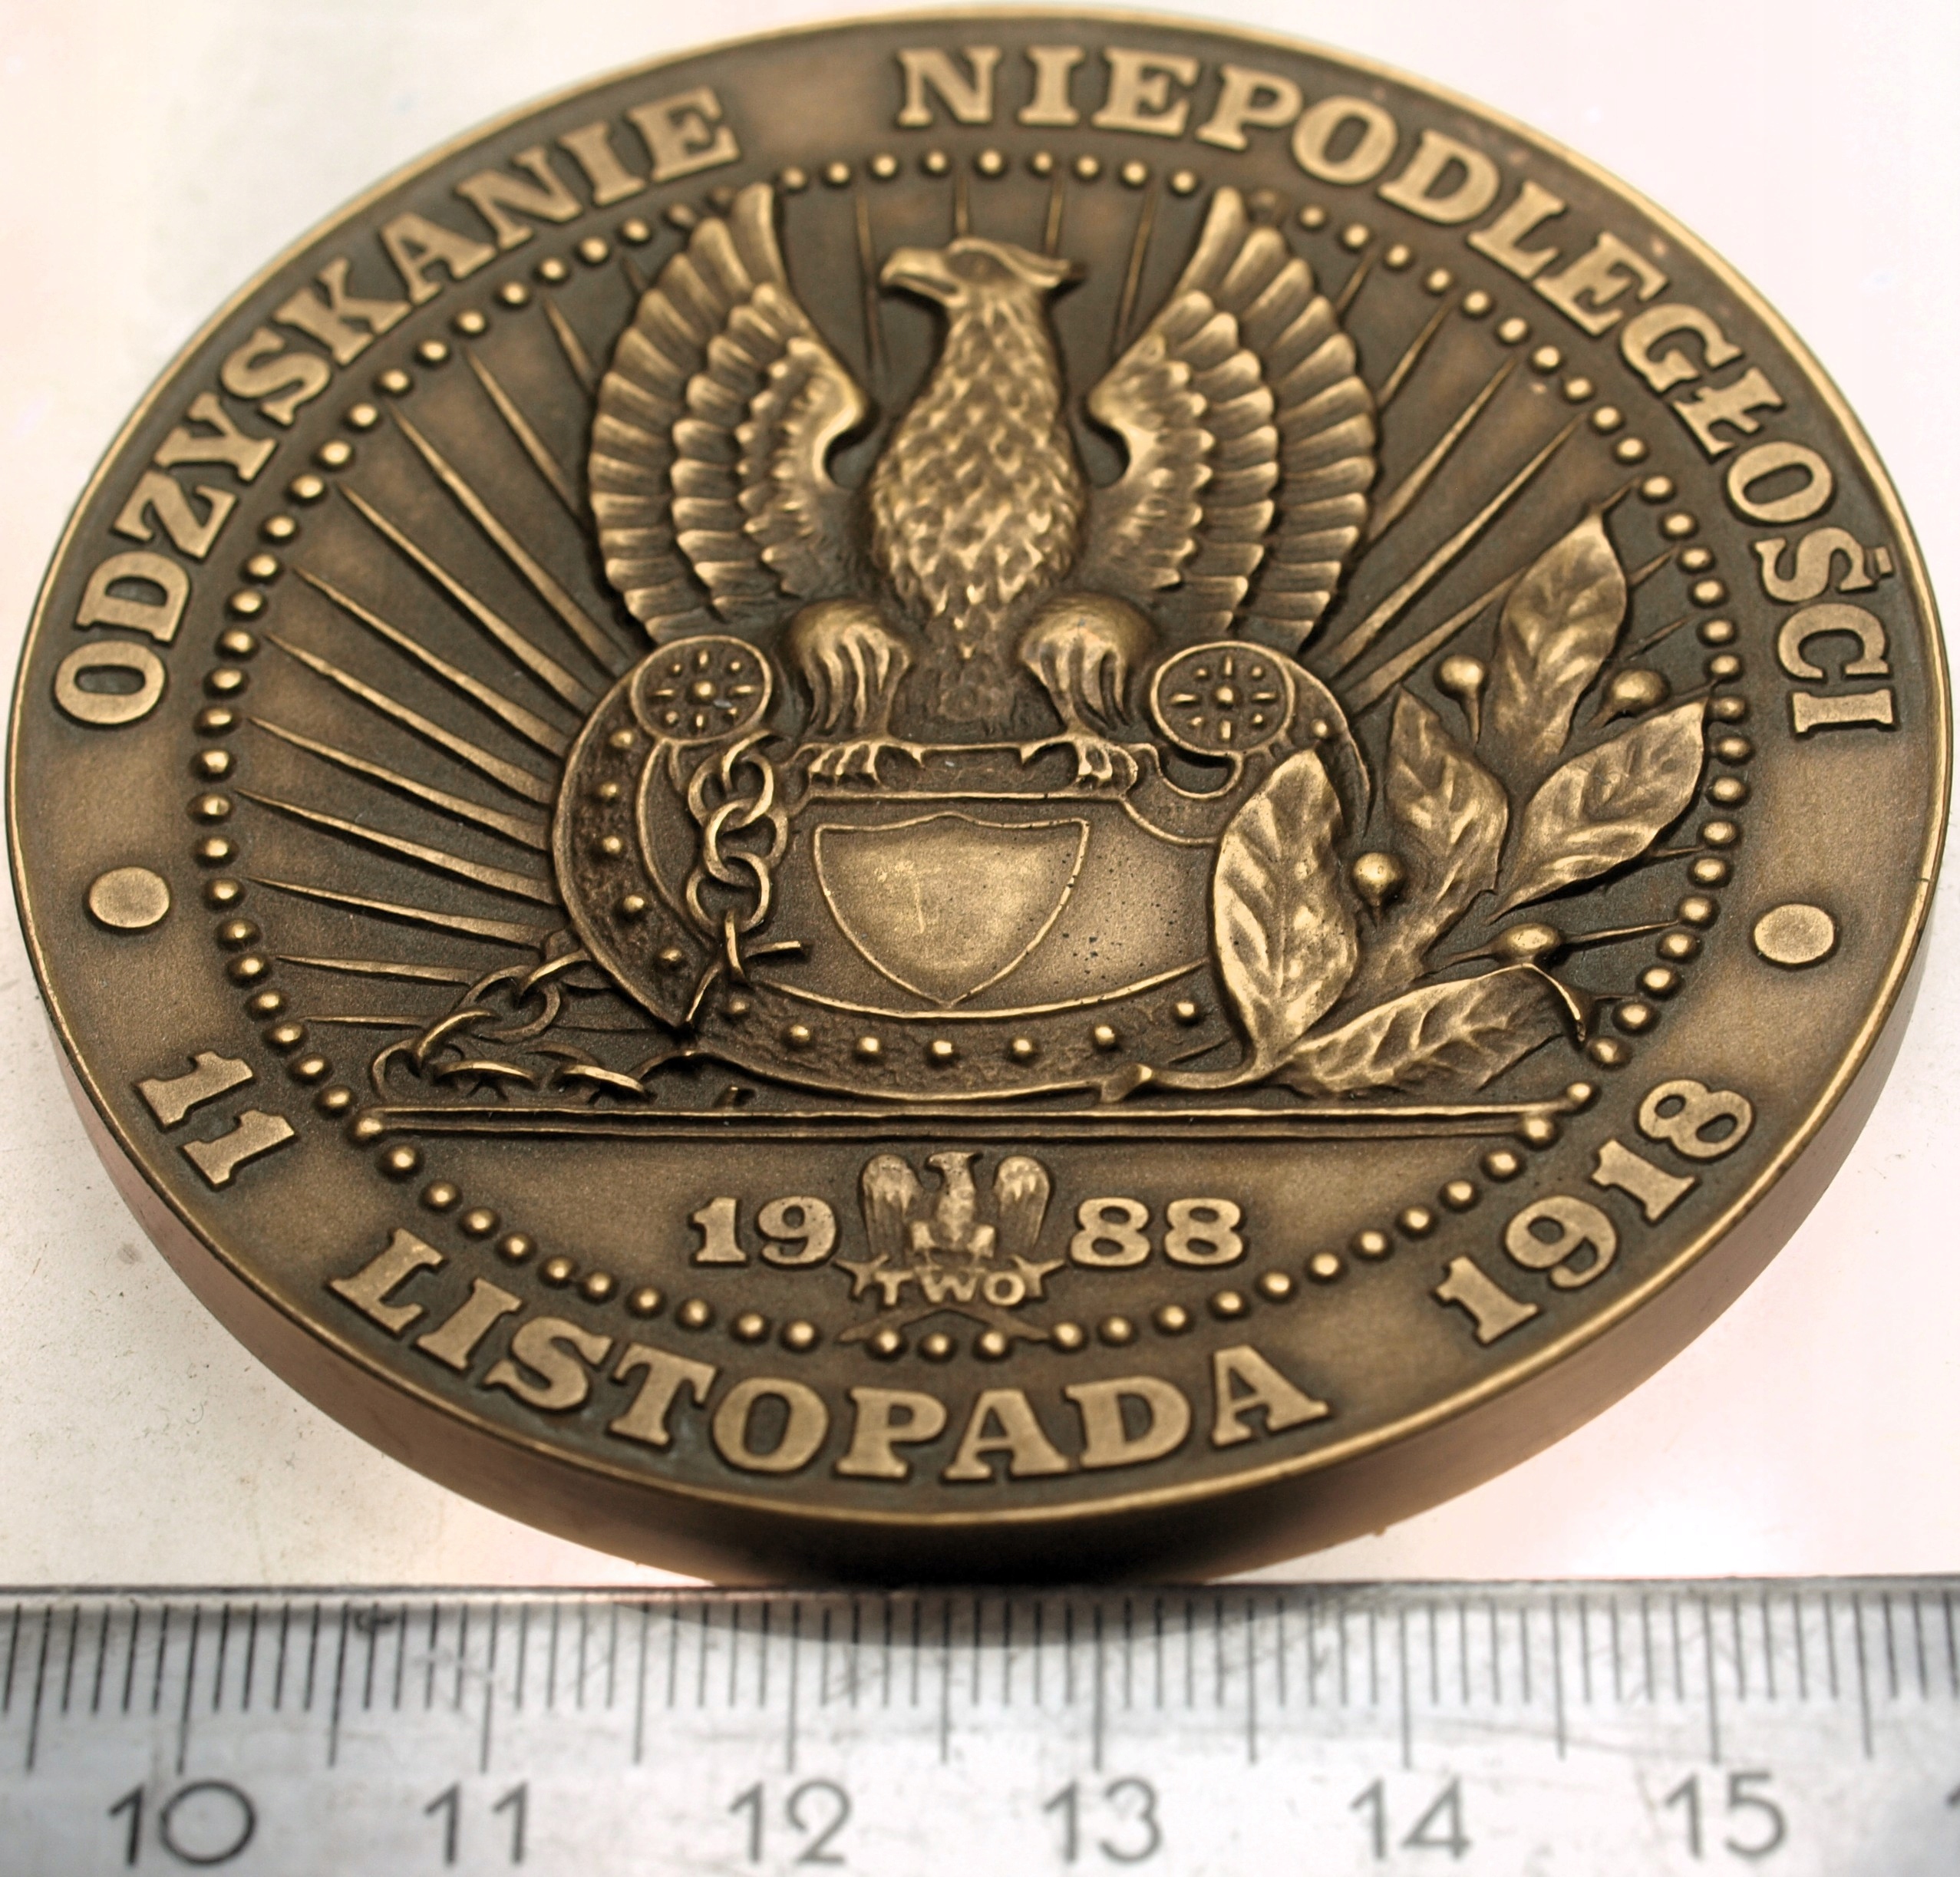 ODZYSKANIE NIEPODLEGŁOŚCI
11 LISTOPADA 1918
19 88
TWO
10 11 12 13 14 15